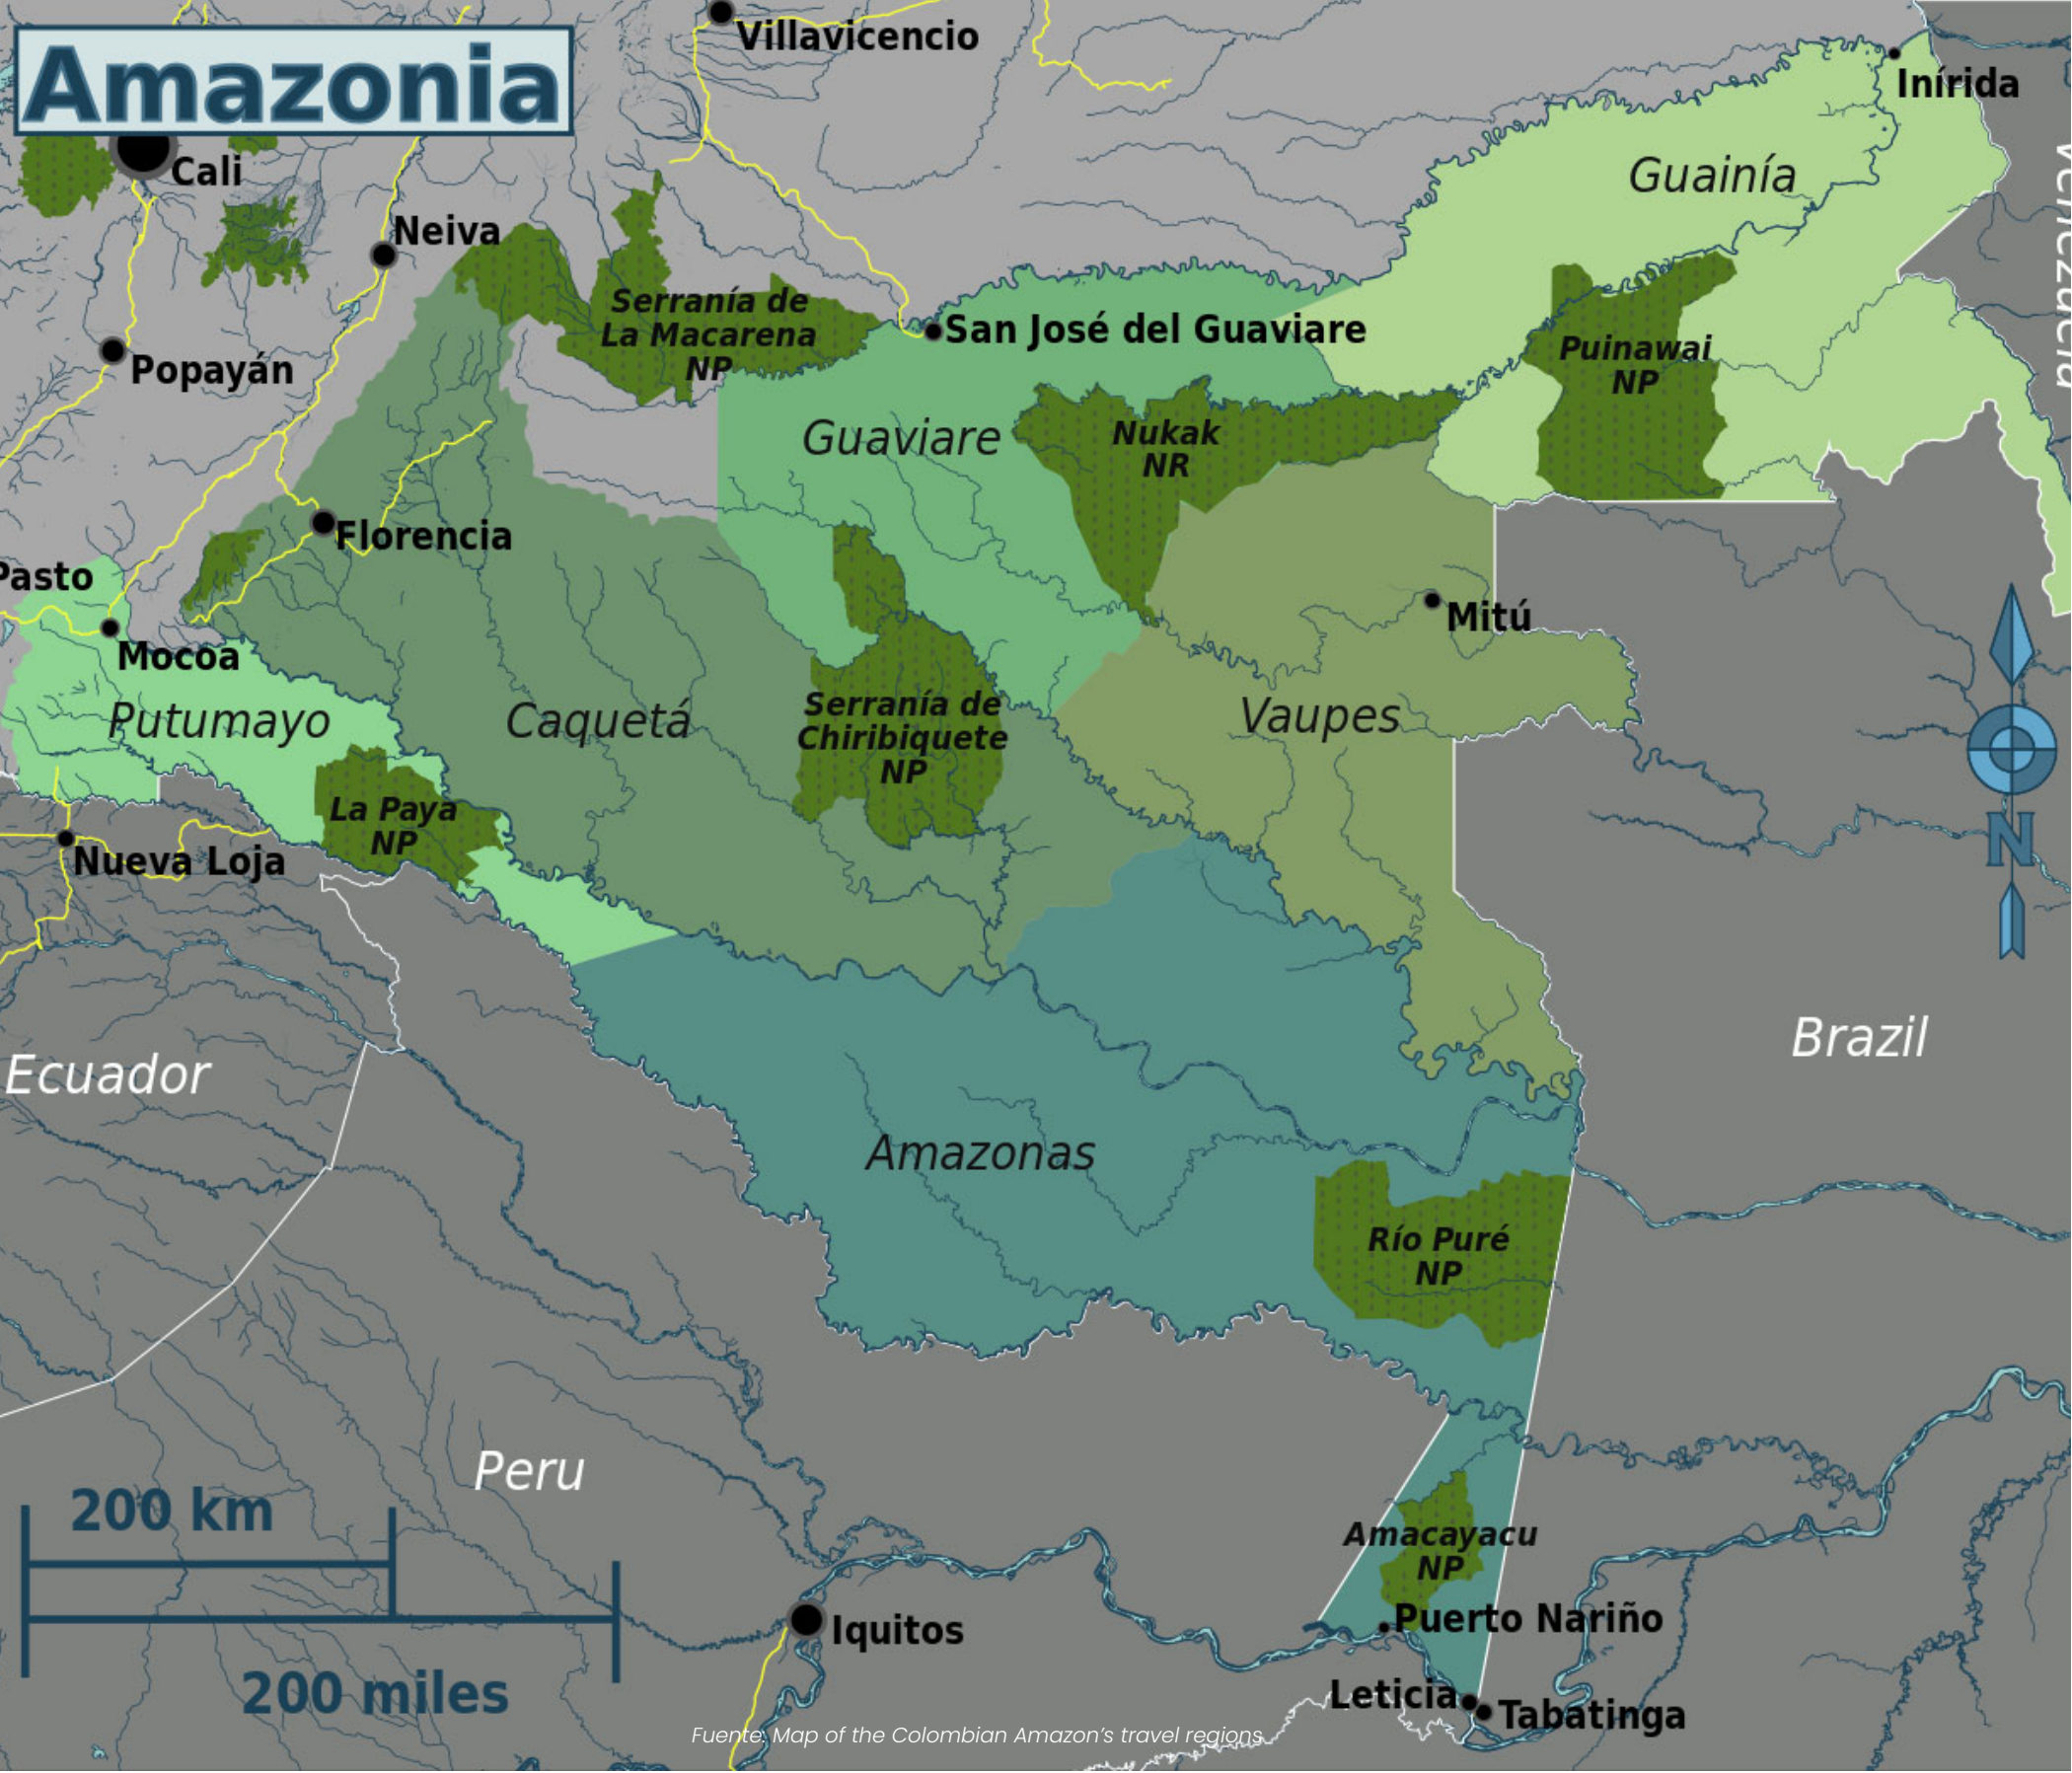 Amazonia
Villavicencio
Inírida
Cali
Guainía
Venezuela
Neiva
Serranía de
La Macarena
NP
San José del Guaviare
Popayán
Puinawai
NP
Guaviare
Nukak
NR
Florencia
Pasto
Mitú
Mocoa
Putumayo
Caquetá
Serranía de
Chiribiquete
NP
Vaupes
La Paya
NP
Nueva Loja
N
Ecuador
Brazil
Amazonas
Río Puré
NP
Peru
200 km
Amacayacu
NP
Puerto Nariño
Iquitos
200 miles
Leticia
Tabatinga
Fuente: Map of the Colombian Amazon’s travel regions